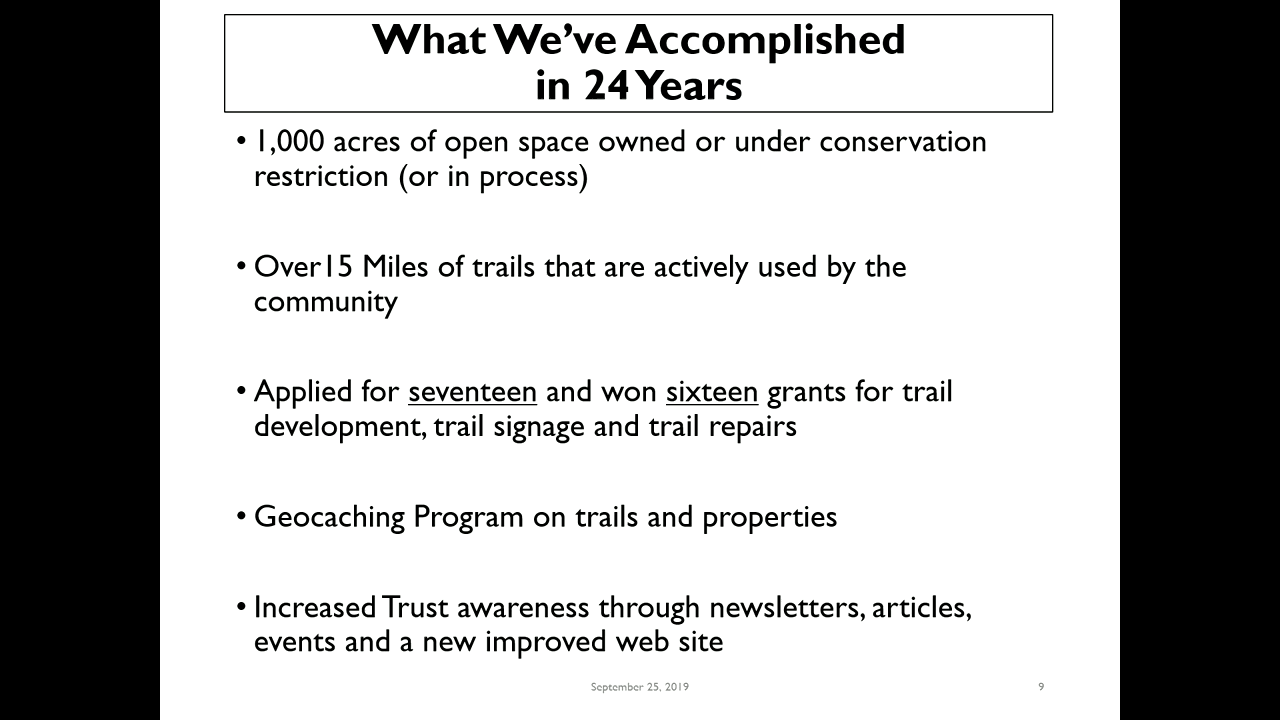 What We've Accomplished
in 24 Years
• 1,000 acres of open space owned or under conservation
restriction (or in process)
• Over15 Miles of trails that are actively used by the
community
• Applied for seventeen and won sixteen grants for trail
development, trail signage and trail repairs
• Geocaching Program on trails and properties
• Increased Trust awareness through newsletters, articles,
events and a new improved web site
September 25, 2019
9